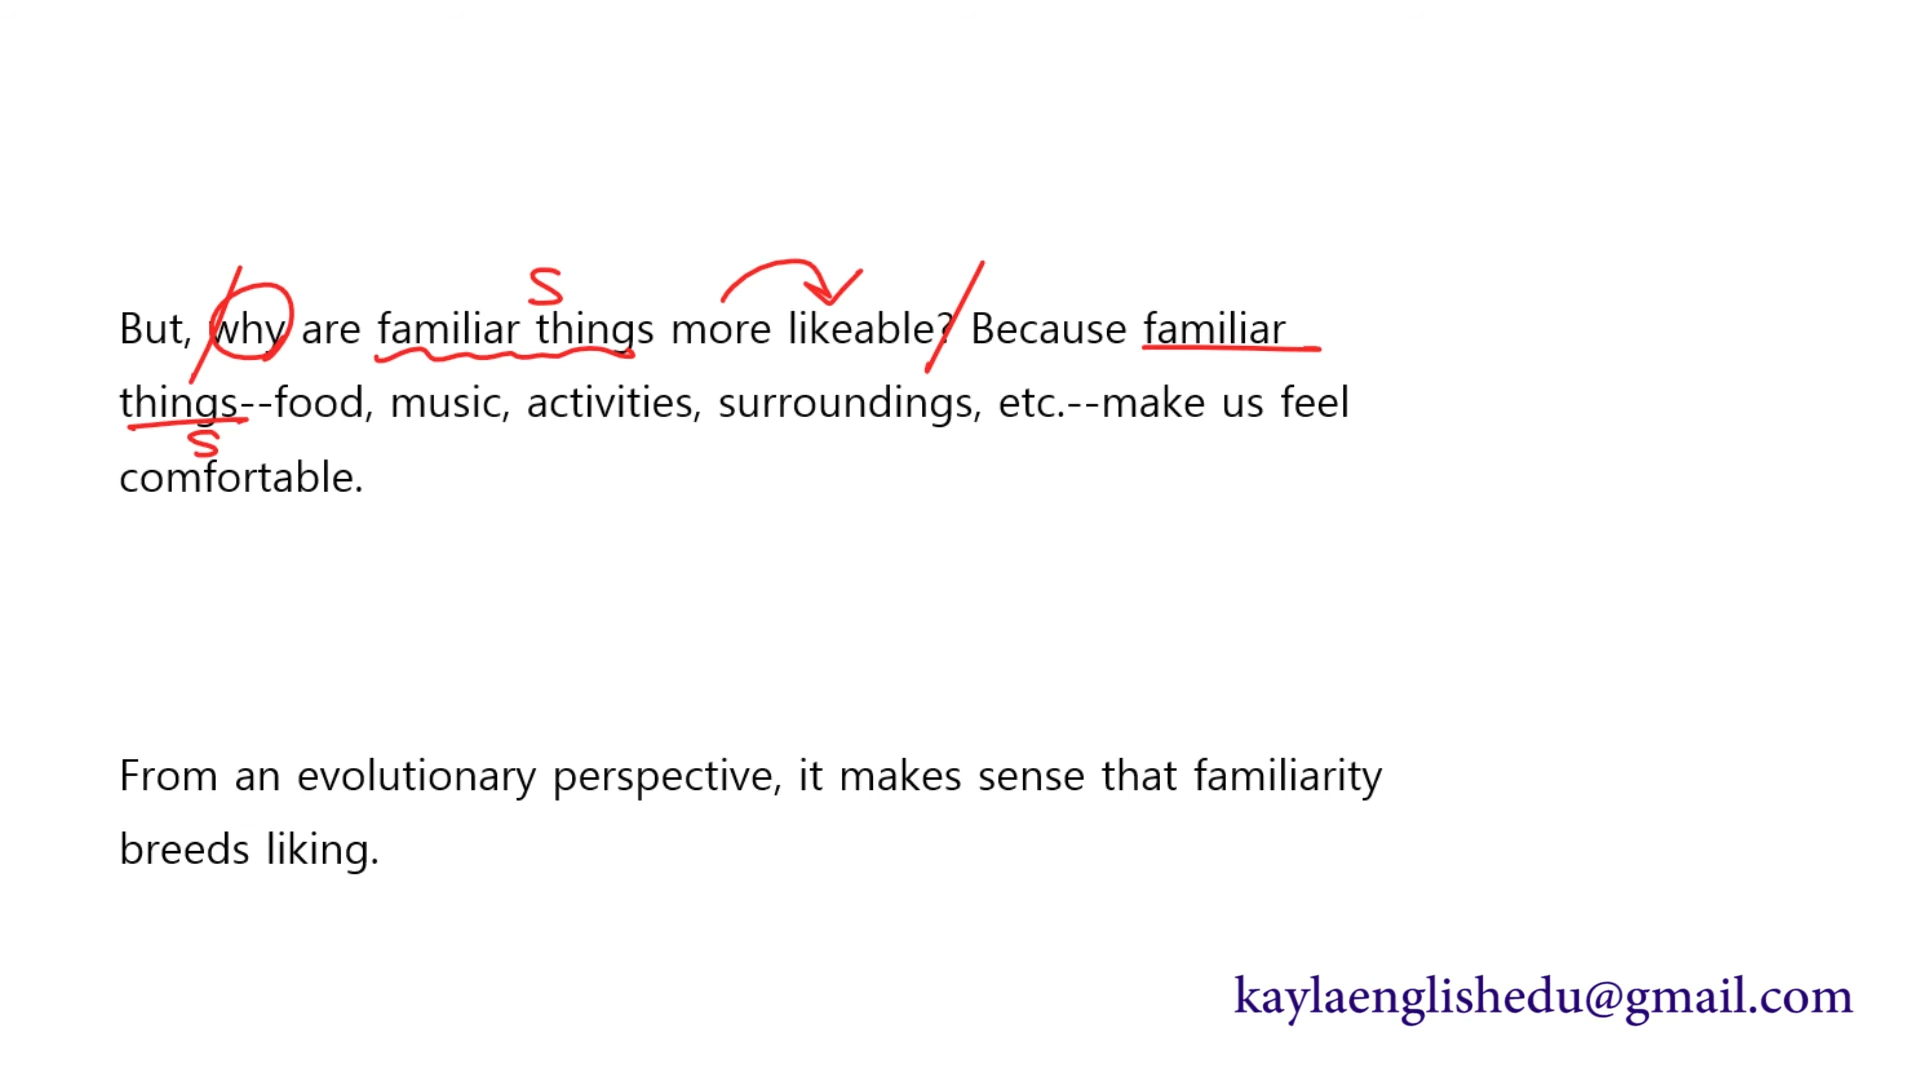 S
But, why are familiar things more likeable? Because familiar
things--food, music, activities, surroundings, etc.--make us feel
S
comfortable.
From an evolutionary perspective, it makes sense that familiarity
breeds liking.
kaylaenglishedu@gmail.com